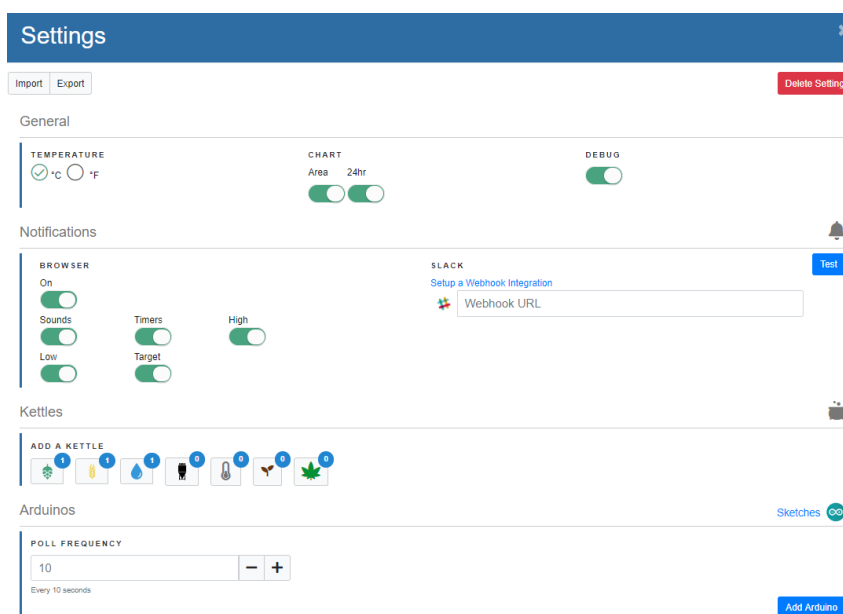 Settings
Import Export Delete Setting
General
TEMPERATURE CHART DEBUG
°C °F Area 24hr
Notifications
BROWSER SLACK Test
On Setup a Webhook Integration
Webhook URL
Sounds Timers High
Low Target
Kettles
ADD A KETTLE
1 1 1 0 0 0 0
Arduinos Sketches
POLL FREQUENCY
10 − +
Every 10 seconds
Add Arduino